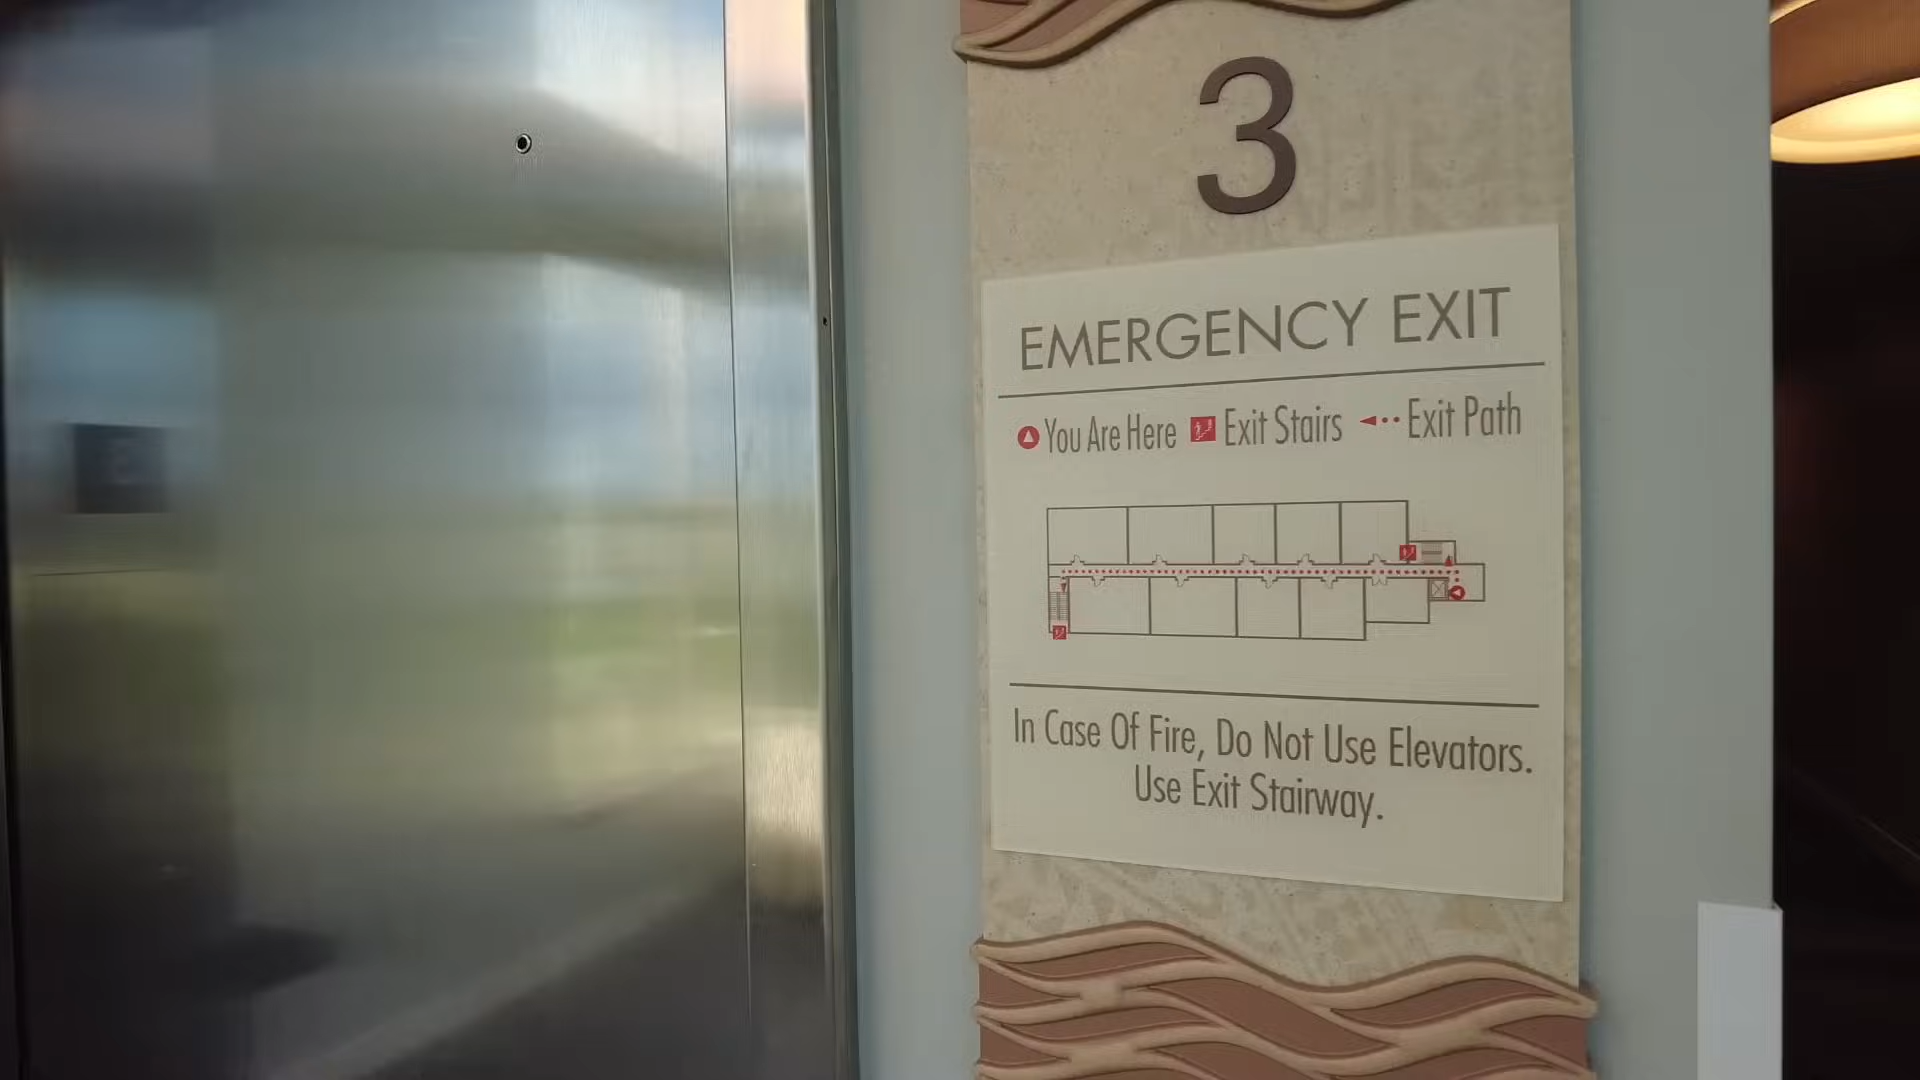 3
EMERGENCY EXIT
You Are Here Exit Stairs Exit Path
In Case Of Fire, Do Not Use Elevators.
Use Exit Stairway.